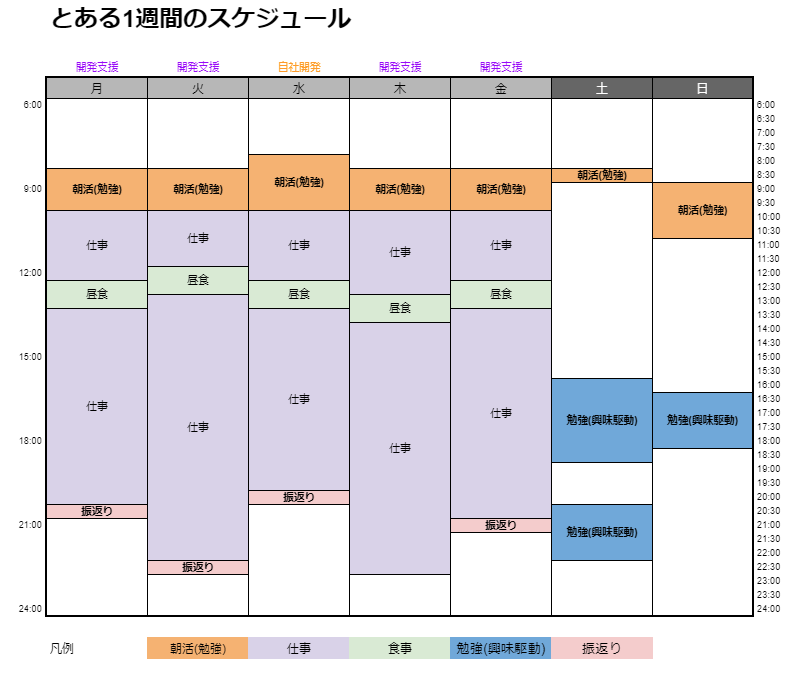 とある1週間のスケジュール
開発支援 開発支援 自社開発 開発支援 開発支援
月 火 水 木 金 土 日
6:00 6:00
6:30
7:00
7:30
8:00
朝活(勉強) 8:30
朝活(勉強) 朝活(勉強) 朝活(勉強) 朝活(勉強) 朝活(勉強)
9:00 9:00
9:30
朝活(勉強)
10:00
10:30
仕事 仕事 仕事 仕事 仕事
11:00
11:30
12:00 12:00
昼食
12:30
昼食 昼食 昼食
13:00
昼食
13:30
14:00
14:30
15:00 15:00
15:30
16:00
16:30
仕事 仕事 仕事 仕事 仕事
17:00
勉強(興味駆動) 勉強(興味駆動)
17:30
18:00 18:00
18:30
19:00
19:30
振返り 20:00
振返り 20:30
21:00 振返り 21:00
勉強(興味駆動)
21:30
22:00
振返り 22:30
23:00
23:30
24:00 24:00
凡例 朝活(勉強) 仕事 食事 勉強(興味駆動) 振返り